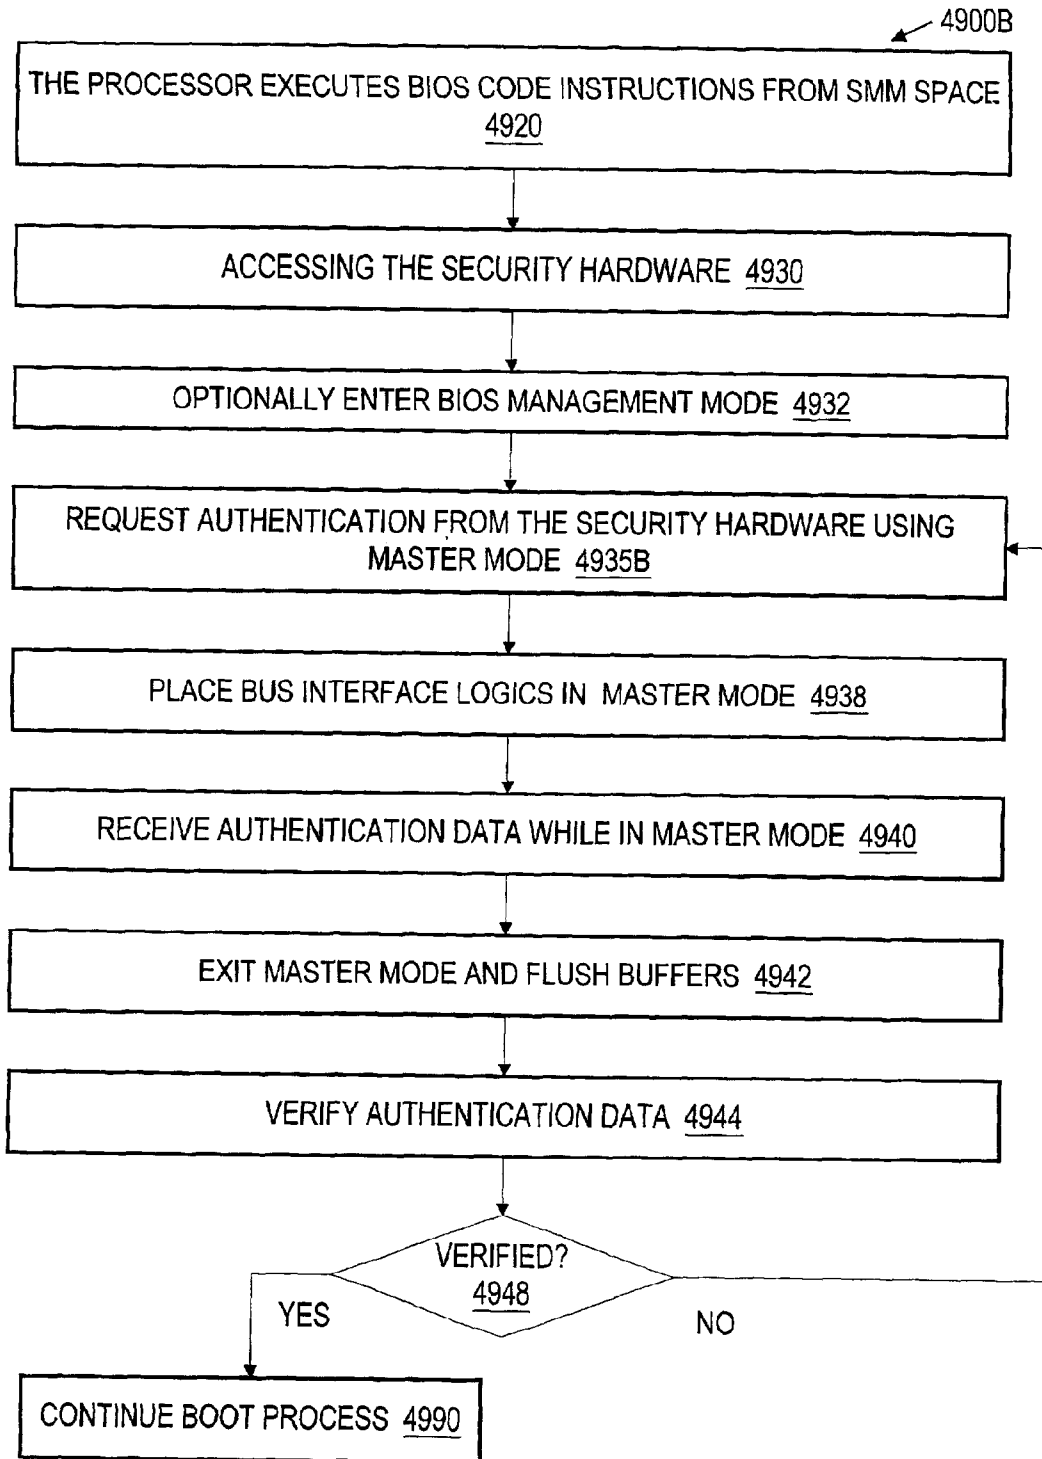 4900B
THE PROCESSOR EXECUTES BIOS CODE INSTRUCTIONS FROM SMM SPACE
4920
ACCESSING THE SECURITY HARDWARE 4930
OPTIONALLY ENTER BIOS MANAGEMENT MODE 4932
REQUEST AUTHENTICATION FROM THE SECURITY HARDWARE USING
MASTER MODE 4935B
PLACE BUS INTERFACE LOGICS IN MASTER MODE 4938
RECEIVE AUTHENTICATION DATA WHILE IN MASTER MODE 4940
EXIT MASTER MODE AND FLUSH BUFFERS 4942
VERIFY AUTHENTICATION DATA 4944
VERIFIED?
4948
YES
NO
CONTINUE BOOT PROCESS 4990